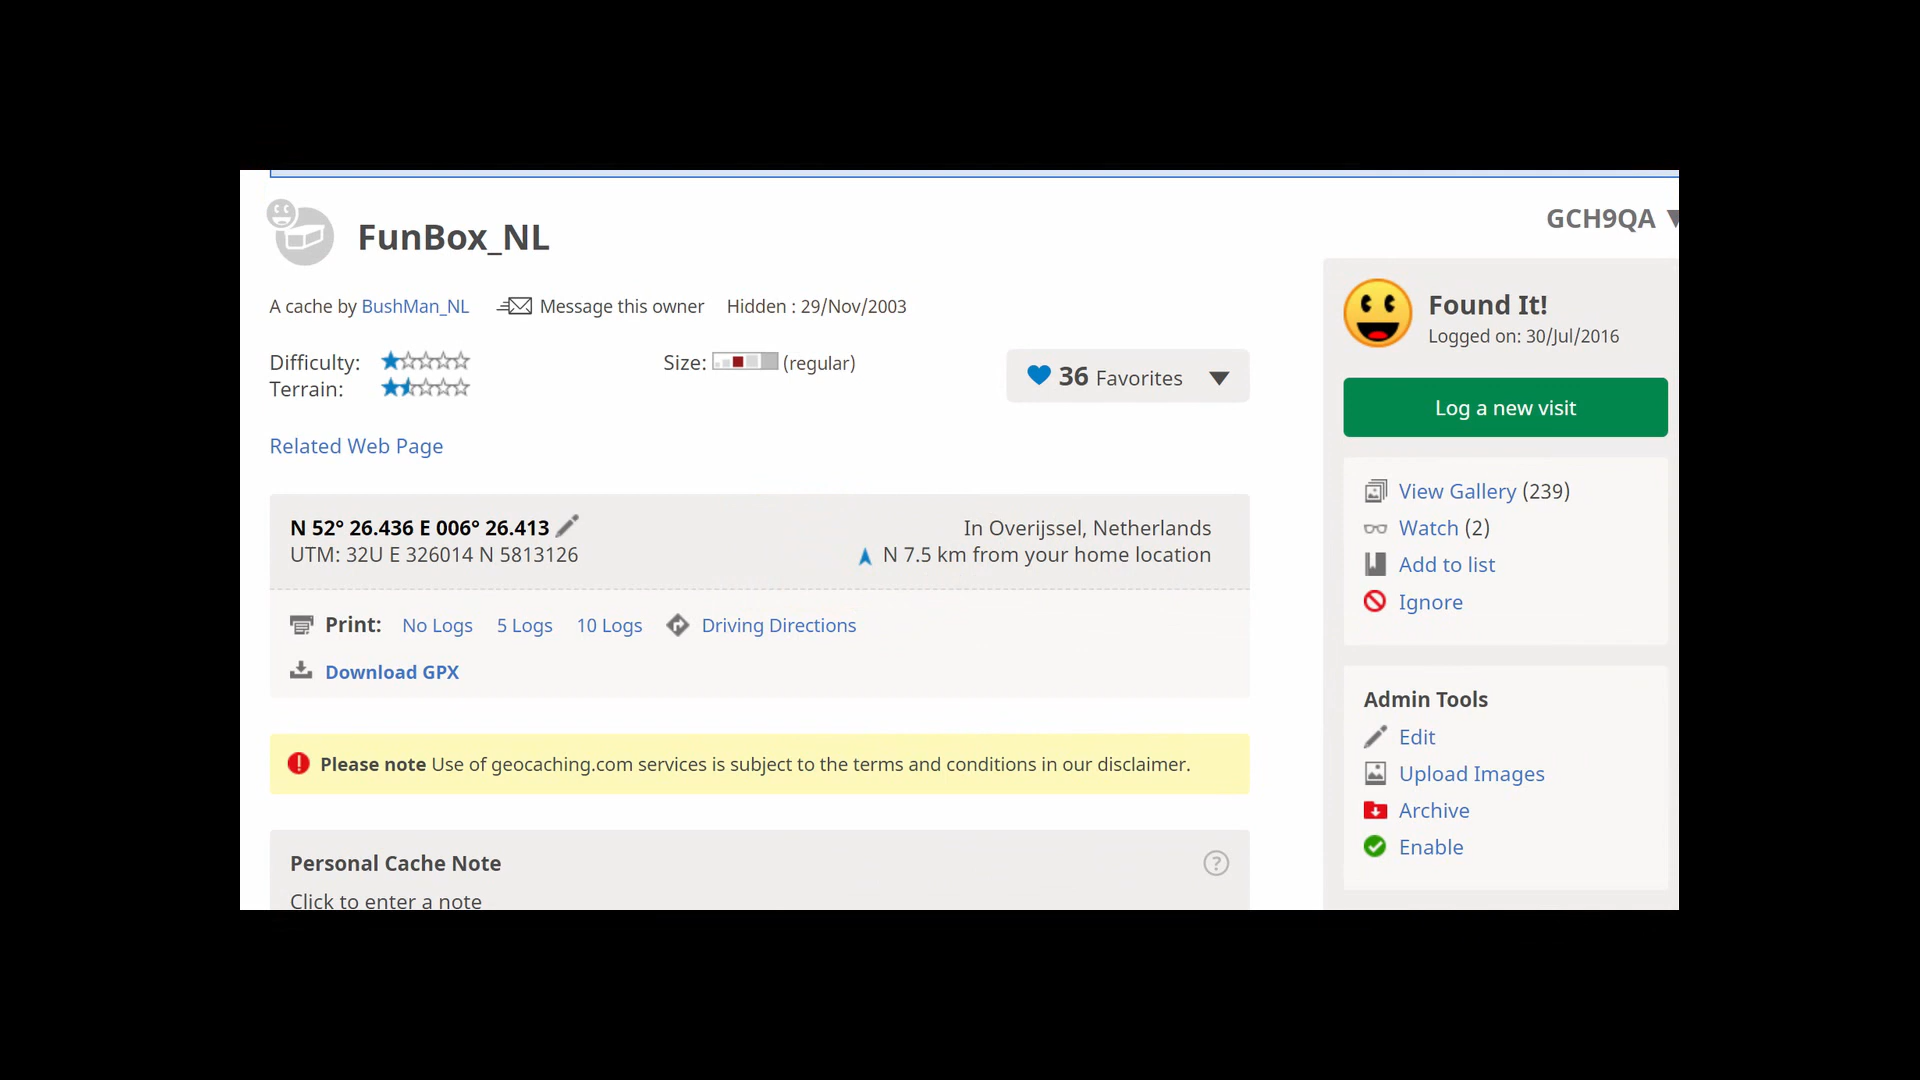 FunBox_NL
GCH9QA
A cache by BushMan_NL Message this owner Hidden : 29/Nov/2003
Found It!
Logged on: 30/Jul/2016
Difficulty:
Size: (regular)
Terrain:
36 Favorites
Log a new visit
Related Web Page
N 52° 26.436 E 006° 26.413
UTM: 32U E 326014 N 5813126
In Overijssel, Netherlands
N 7.5 km from your home location
View Gallery (239)
Watch (2)
Add to list
Ignore
Print: No Logs 5 Logs 10 Logs Driving Directions
Download GPX
Please note Use of geocaching.com services is subject to the terms and conditions in our disclaimer.
Admin Tools
Edit
Upload Images
Archive
Enable
Personal Cache Note
Click to enter a note